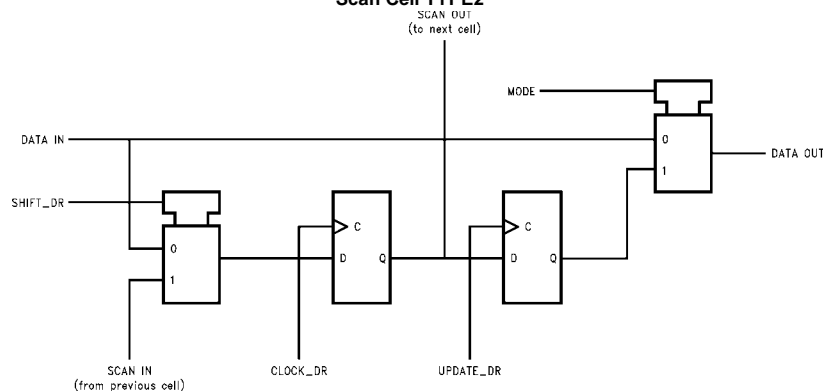 Scan Cell TYPE2
SCAN OUT
(to next cell)
MODE
DATA IN
0
DATA OUT
1
SHIFT_DR
C
C
0
D
Q
D
Q
1
SCAN IN
(from previous cell)
CLOCK_DR
UPDATE_DR